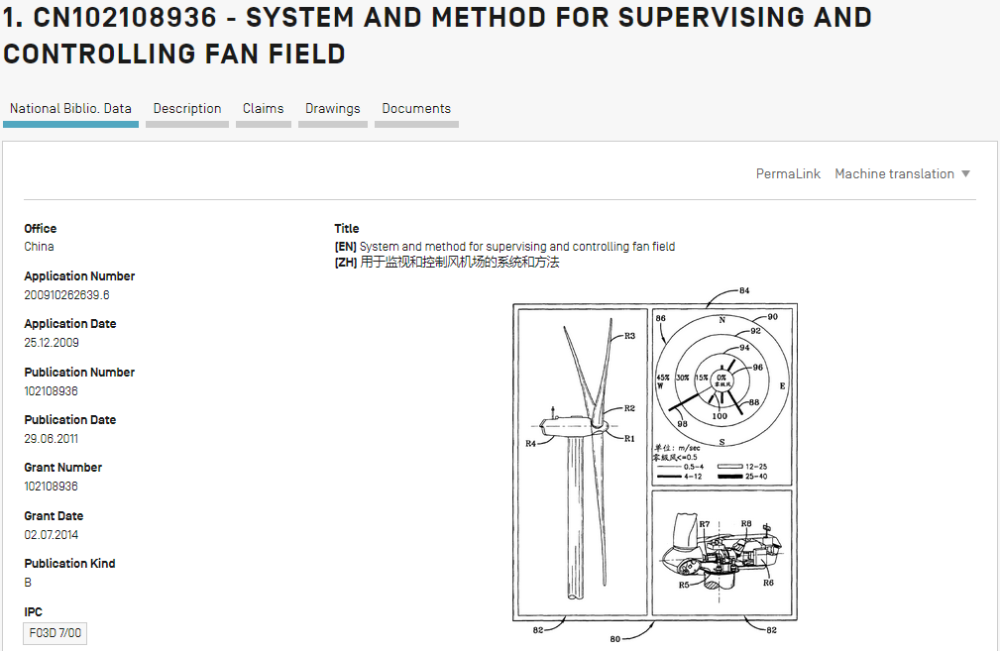 1. CN102108936 - SYSTEM AND METHOD FOR SUPERVISING AND
CONTROLLING FAN FIELD
National Biblio. Data
Description
Claims
Drawings
Documents
PermaLink
Machine translation
Office
China
Application Number
200910262639.6
Application Date
25.12.2009
Publication Number
102108936
Publication Date
29.06.2011
Grant Number
102108936
Grant Date
02.07.2014
Publication Kind
B
IPC
F03D 7/00
Title
[EN] System and method for supervising and controlling fan field
[ZH] 用于监视和控制风机场的系统和方法
84
86
N
90
92
94
96
R3
45% 30% 15% 0%
零级风
W
E
R2
88
100
98
R4
R1
S
单位: m/sec
零级风<=0.5
0.5-4
12-25
4-12
25-40
R7
R8
R5
R6
82
80
82